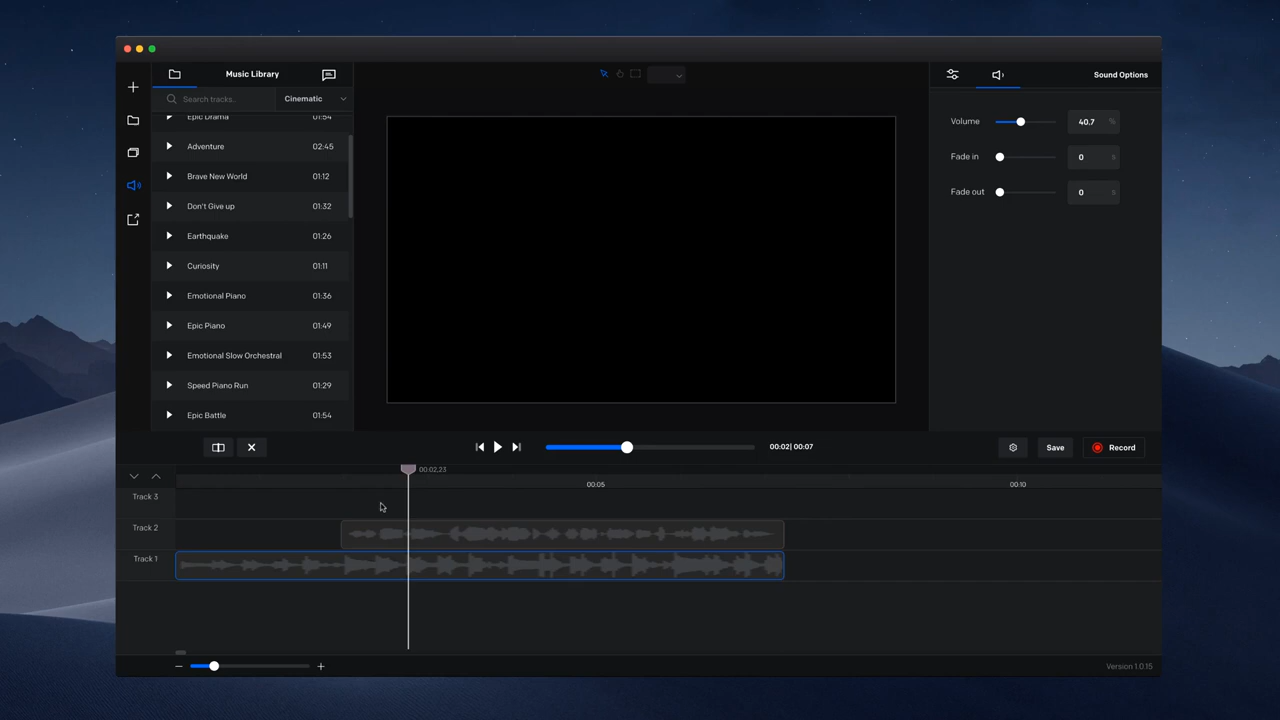 Music Library
Sound Options
Search tracks..
Cinematic
Epic Drama 01:54
Adventure 02:45
Brave New World 01:12
Don't Give up 01:32
Earthquake 01:26
Curiosity 01:11
Emotional Piano 01:36
Epic Piano 01:49
Emotional Slow Orchestral 01:53
Speed Piano Run 01:29
Epic Battle 01:54
Volume 40.7 %
Fade in 0 s
Fade out 0 s
00:02| 00:07
Save
Record
00:02,23
00:05
00:10
Track 3
Track 2
Track 1
Version 1.0.15